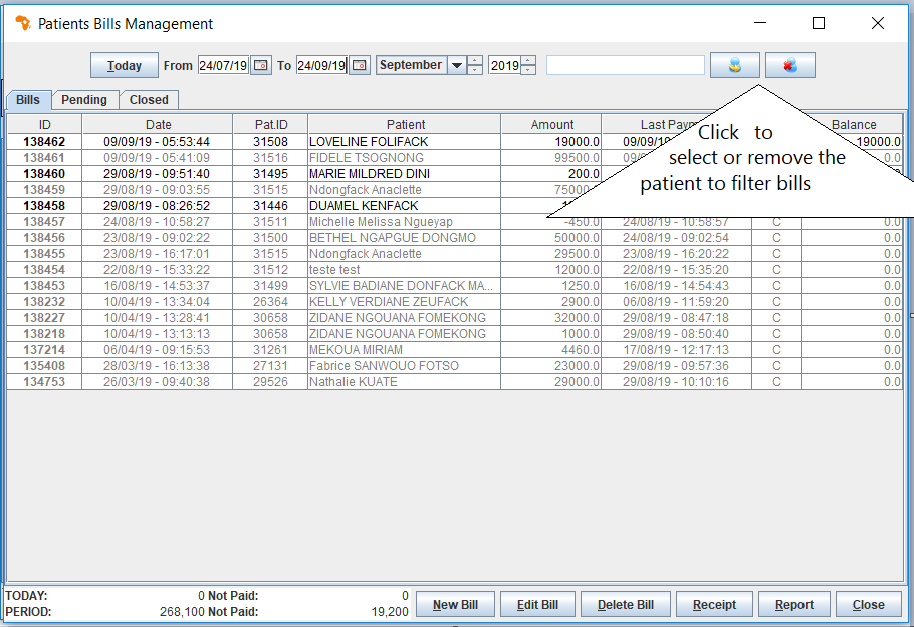 Patients Bills Management
Today From 24/07/19 To 24/09/19 September 2019
Bills Pending Closed
ID Date Pat.ID Patient Amount Last Paym Balance
138462 09/09/19 - 05:53:44 31508 LOVELINE FOLIFACK 19000.0 09/09/ 19000.0
138461 09/09/19 - 05:41:09 31516 FIDELE TSOGNONG 99500.0
138460 29/08/19 - 09:51:40 31495 MARIE MILDRED DINI 200.0
138459 29/08/19 - 09:03:55 31515 Ndongfack Anaclette 75000
138458 29/08/19 - 08:26:52 31446 DUAMEL KENFACK
Click to
select or remove the
patient to filter bills
138457 24/08/19 - 10:58:27 31511 Michelle Melissa Ngueyap -450.0 24/08/19 - 10:58:57 C 0.0
138456 23/08/19 - 09:02:22 31500 BETHEL NGAPGUE DONGMO 50000.0 24/08/19 - 09:02:54 C 0.0
138455 23/08/19 - 16:17:01 31515 Ndongfack Anaclette 29500.0 23/08/19 - 16:20:22 C 0.0
138454 22/08/19 - 15:33:22 31512 teste test 12000.0 22/08/19 - 15:35:20 C 0.0
138453 16/08/19 - 14:53:37 31499 SYLVIE BADIANE DONFACK MA... 1250.0 16/08/19 - 14:54:43 C 0.0
138232 10/04/19 - 13:34:04 26364 KELLY VERDIANE ZEUFACK 2900.0 06/08/19 - 11:59:20 C 0.0
138227 10/04/19 - 13:28:41 30658 ZIDANE NGOUANA FOMEKONG 32000.0 29/08/19 - 08:47:18 C 0.0
138218 10/04/19 - 13:13:13 30658 ZIDANE NGOUANA FOMEKONG 1000.0 29/08/19 - 08:50:40 C 0.0
137214 06/04/19 - 09:15:53 31261 MEKOUA MIRIAM 4460.0 17/08/19 - 12:17:13 C 0.0
135408 28/03/19 - 16:13:38 27131 Fabrice SANWOUO FOTSO 23000.0 29/08/19 - 09:57:36 C 0.0
134753 26/03/19 - 09:40:38 29526 Nathalie KUATE 29000.0 29/08/19 - 10:10:16 C 0.0
TODAY: 0 Not Paid: 0
PERIOD: 268,100 Not Paid: 19,200
New Bill Edit Bill Delete Bill Receipt Report Close